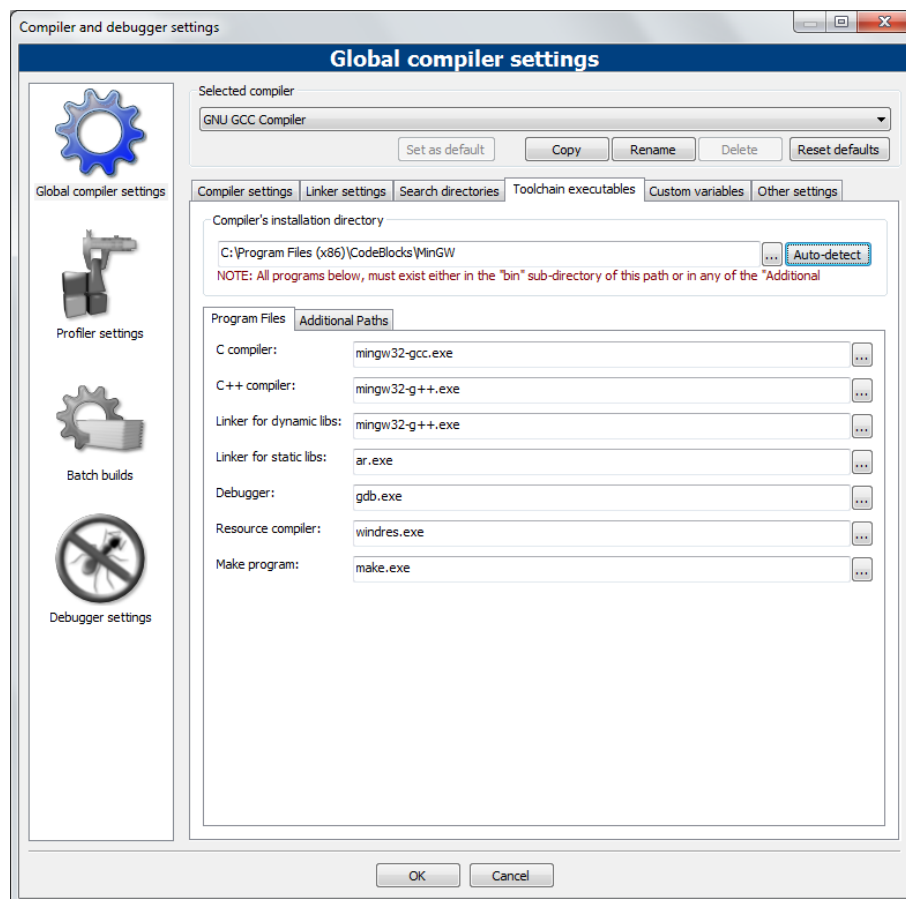 Compiler and debugger settings
Global compiler settings
Global compiler settings
Profiler settings
Batch builds
Debugger settings
Selected compiler
GNU GCC Compiler
Set as default Copy Rename Delete Reset defaults
Compiler settings Linker settings Search directories Toolchain executables Custom variables Other settings
Compiler's installation directory
C:\Program Files (x86)\CodeBlocks\MinGW ... Auto-detect
NOTE: All programs below, must exist either in the "bin" sub-directory of this path or in any of the "Additional
Program Files Additional Paths
C compiler: mingw32-gcc.exe ...
C++ compiler: mingw32-g++.exe ...
Linker for dynamic libs: mingw32-g++.exe ...
Linker for static libs: ar.exe ...
Debugger: gdb.exe ...
Resource compiler: windres.exe ...
Make program: make.exe ...
OK Cancel